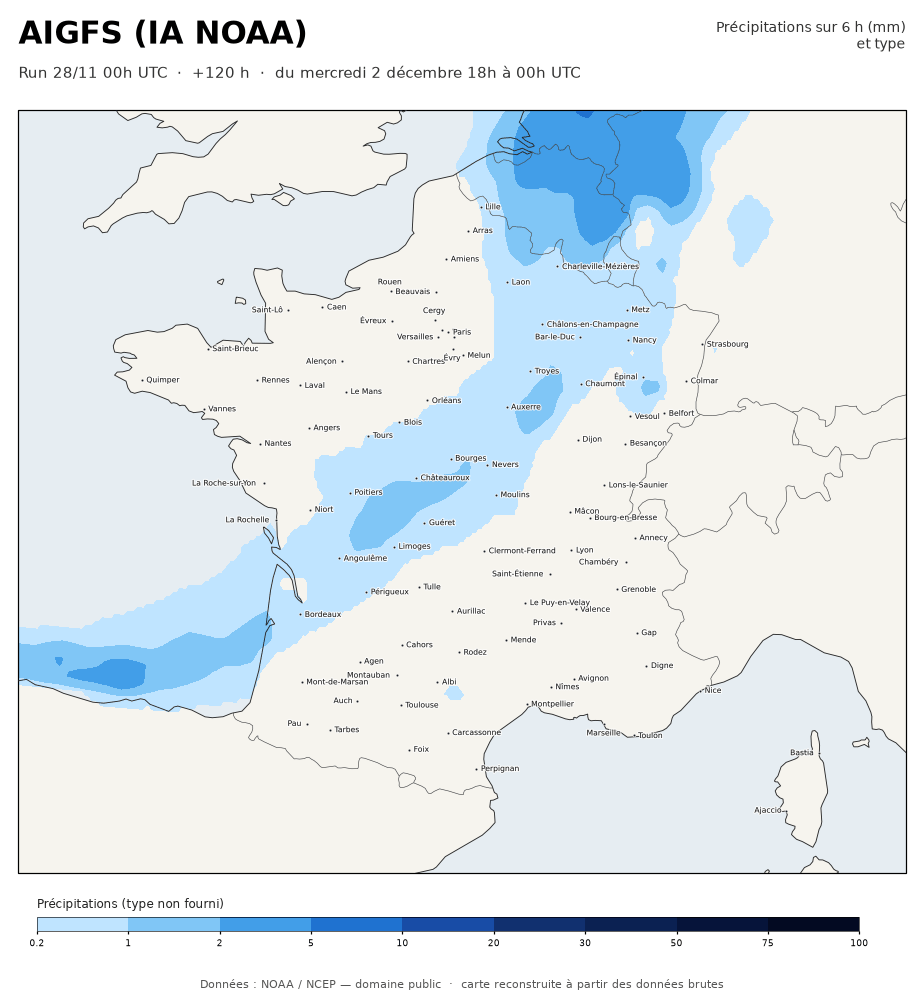 AIGFS (IA NOAA)
Précipitations sur 6 h (mm)
et type
Run 28/11 00h UTC · +120 h · du mercredi 2 décembre 18h à 00h UTC
Lille
Arras
Amiens
Charleville-Mézières
Rouen
Beauvais
Laon
Saint-Lô
Caen
Cergy
Metz
Évreux
Châlons-en-Champagne
Versailles
Paris
Bar-le-Duc
Nancy
Strasbourg
Saint-Brieuc
Évry
Melun
Alençon
Chartres
Troyes
Quimper
Rennes
Laval
Épinal
Colmar
Chaumont
Le Mans
Orléans
Auxerre
Vannes
Belfort
Vesoul
Blois
Angers
Tours
Dijon
Nantes
Besançon
Bourges
Nevers
Châteauroux
La Roche-sur-Yon
Lons-le-Saunier
Poitiers
Moulins
Niort
Mâcon
La Rochelle
Bourg-en-Bresse
Guéret
Annecy
Limoges
Clermont-Ferrand
Lyon
Angoulême
Chambéry
Saint-Étienne
Tulle
Périgueux
Grenoble
Le Puy-en-Velay
Valence
Aurillac
Bordeaux
Privas
Gap
Mende
Cahors
Rodez
Agen
Digne
Montauban
Avignon
Mont-de-Marsan
Albi
Nîmes
Nice
Auch
Toulouse
Montpellier
Pau
Tarbes
Carcassonne
Marseille
Toulon
Foix
Bastia
Perpignan
Ajaccio
Précipitations (type non fourni)
0.2 1 2 5 10 20 30 50 75 100
Données : NOAA / NCEP — domaine public · carte reconstruite à partir des données brutes